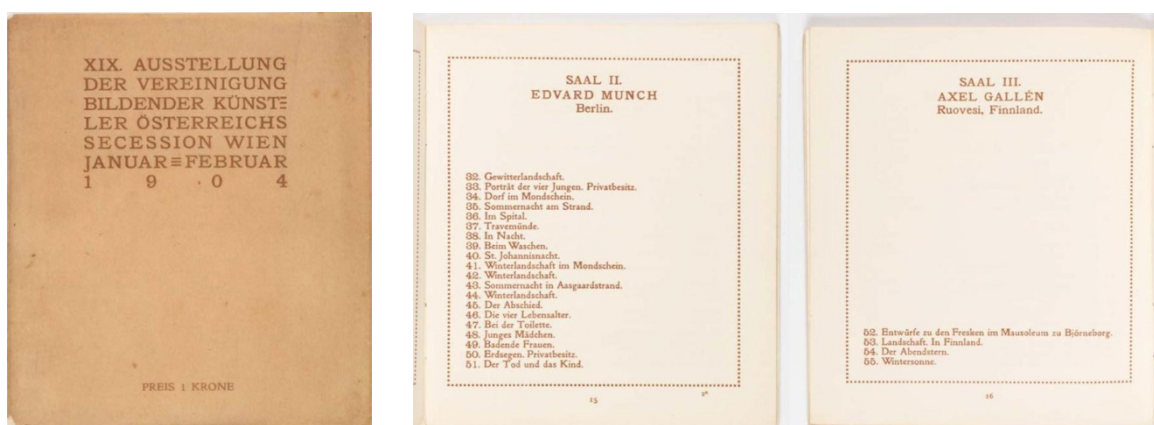 XIX. AUSSTELLUNG
DER VEREINIGUNG
BILDENDER KÜNST=
LER ÖSTERREICHS
SECESSION WIEN
JANUAR=FEBRUAR
1 9 0 4
PREIS 1 KRONE
SAAL II.
EDVARD MUNCH
Berlin.
32. Gewitterlandschaft.
33. Porträt der vier Jungen. Privatbesitz.
34. Dorf im Mondschein.
35. Sommernacht am Strand.
36. Im Spital.
37. Travemünde.
38. In Nacht.
39. Beim Waschen.
40. St. Johannisnacht.
41. Winterlandschaft im Mondschein.
42. Winterlandschaft.
43. Sommernacht in Aasgaardstrand.
44. Winterlandschaft.
45. Der Abschied.
46. Die vier Lebensalter.
47. Bei der Toilette.
48. Junges Mädchen.
49. Badende Frauen.
50. Erdsegen. Privatbesitz.
51. Der Tod und das Kind.
15
2*
SAAL III.
AXEL GALLÉN
Ruovesi, Finnland.
52. Entwürfe zu den Fresken im Mauzoleum zu Björneborg.
53. Landschaft. In Finnland.
54. Der Abendstern.
55. Wintersonne.
16